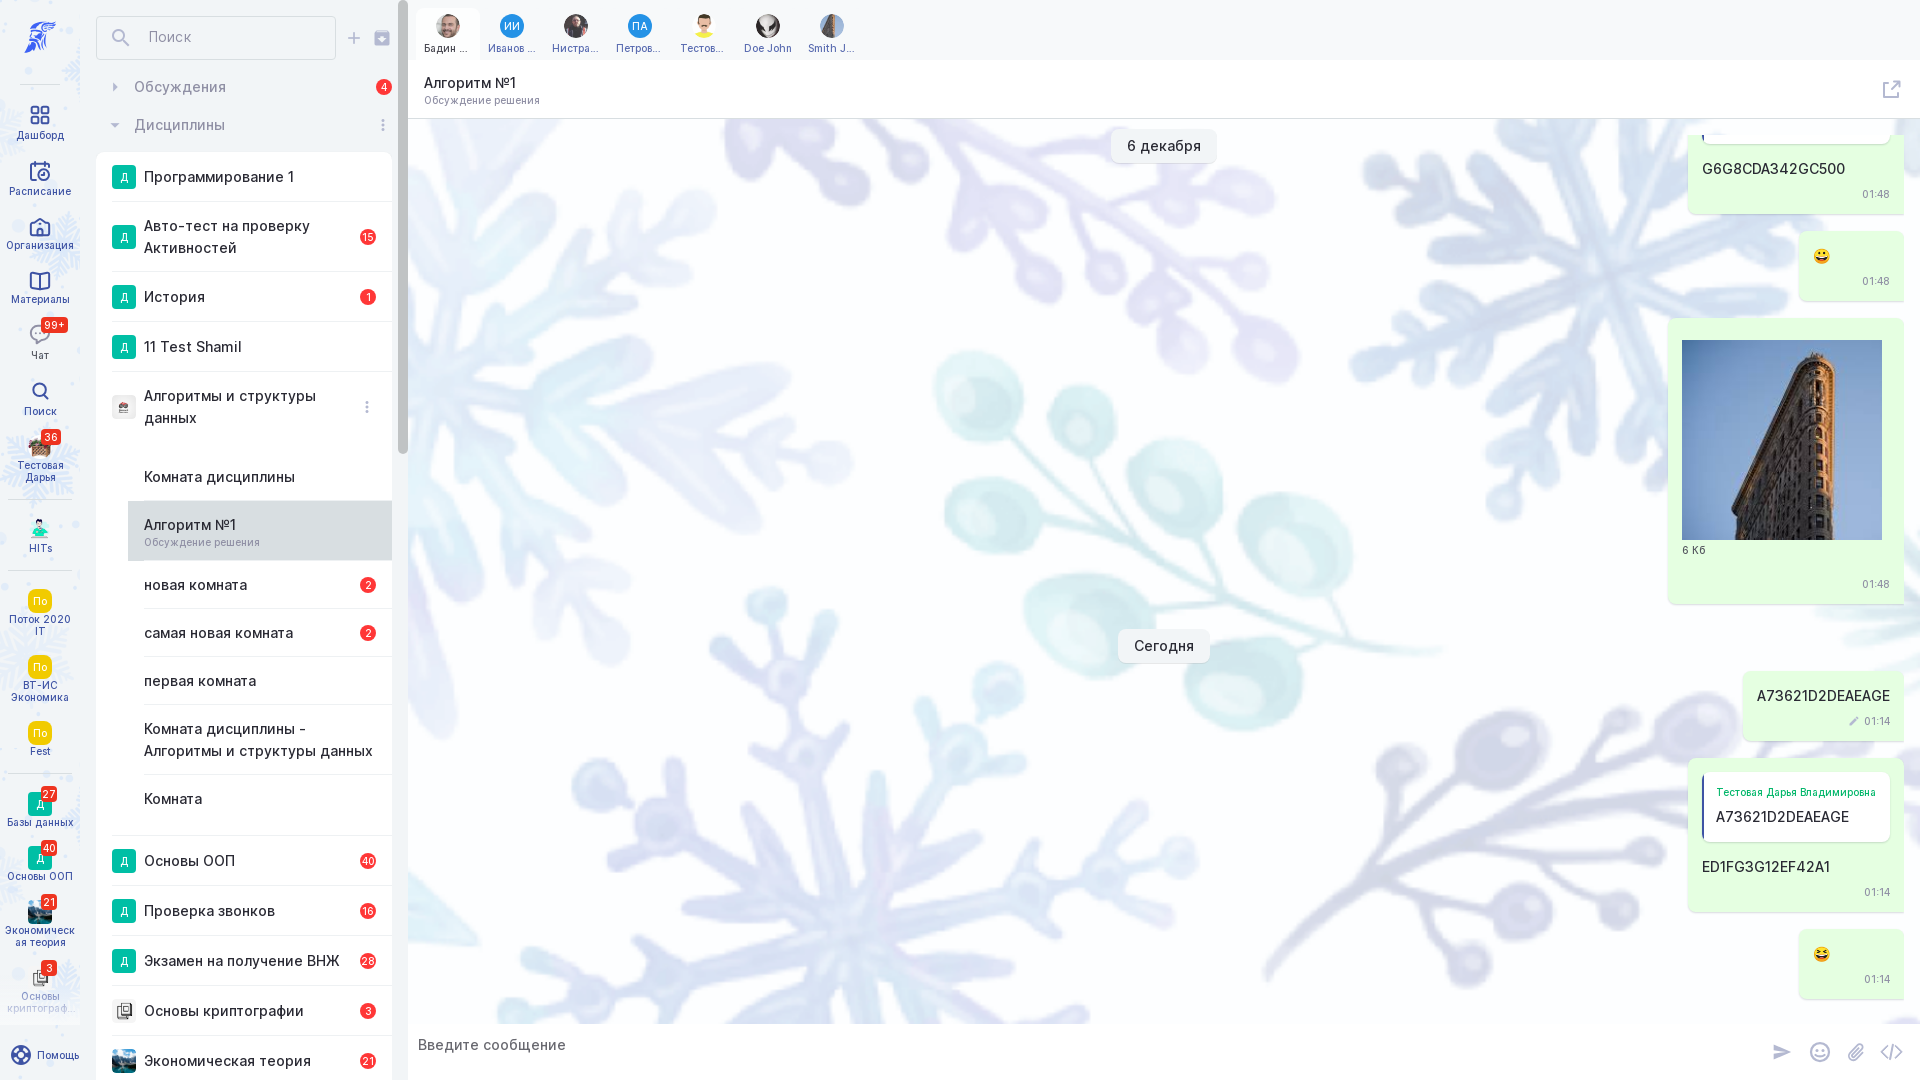 Дашборд
Расписание
Организация
Материалы
99+
Чат
Поиск
36
Тестовая
Дарья
HITs
По
Поток 2020
IT
По
ВТ-ИС
Экономика
По
Fest
27
Д
Базы данных
40
Д
Основы ООП
21
Экономическ
ая теория
3
Основы
криптограф...
Помощь
Поиск
Обсуждения
4
Дисциплины
Д
Программирование 1
Д
Авто-тест на проверку
Активностей
15
Д
История
1
Д
11 Test Shamil
Алгоритмы и структуры
данных
Комната дисциплины
Алгоритм №1
Обсуждение решения
новая комната
2
самая новая комната
2
первая комната
Комната дисциплины -
Алгоритмы и структуры данных
Комната
Д
Основы ООП
40
Д
Проверка звонков
16
Д
Экзамен на получение ВНЖ
28
Основы криптографии
3
Экономическая теория
21
Бадин ...
ИИ
Иванов ...
Нистра...
ПА
Петров...
Тестов...
Doe John
Smith J...
Алгоритм №1
Обсуждение решения
6 декабря
G6G8CDA342GC500
01:48
01:48
6 Кб
01:48
Сегодня
A73621D2DEAEAGE
01:14
Тестовая Дарья Владимировна
A73621D2DEAEAGE
ED1FG3G12EF42A1
01:14
01:14
Введите сообщение